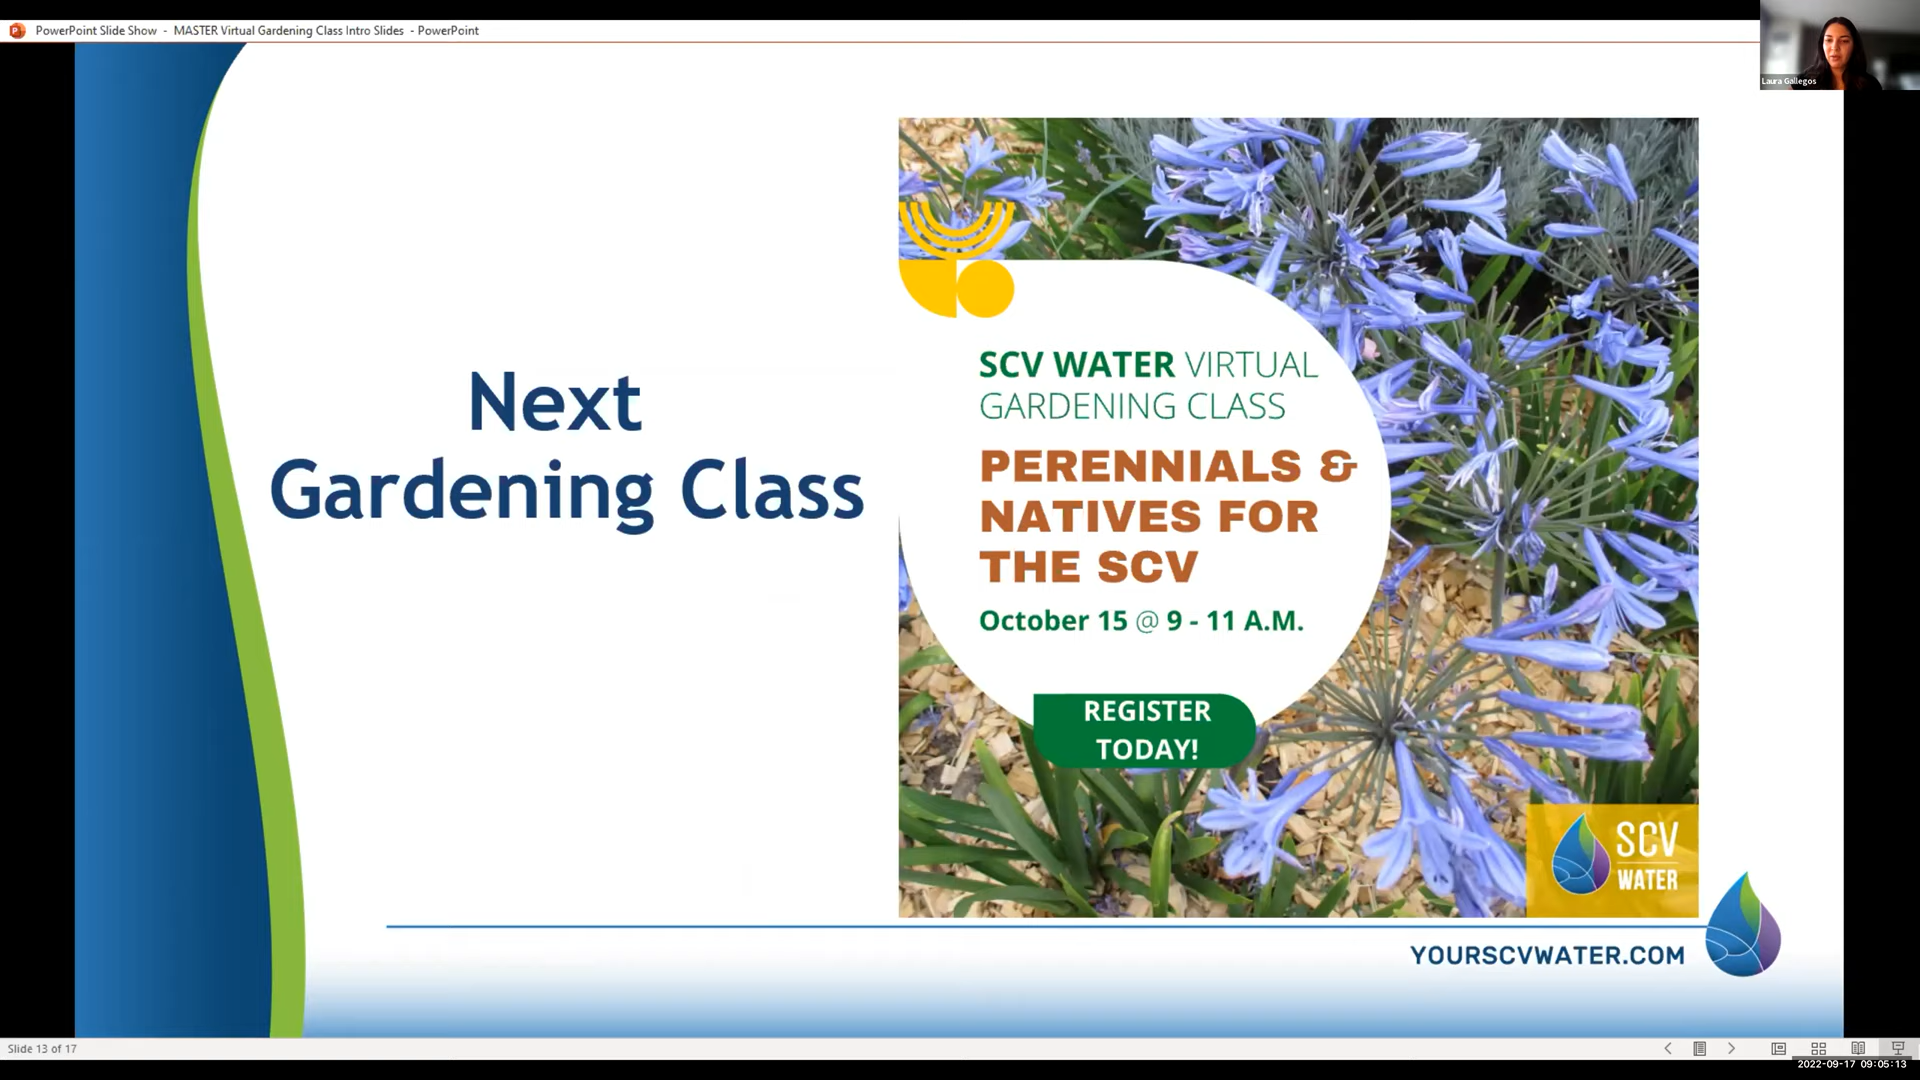 PowerPoint Slide Show - MASTER Virtual Gardening Class Intro Slides - PowerPoint
Laura Gallegos
Next
Gardening Class
SCV WATER VIRTUAL
GARDENING CLASS
PERENNIALS &
NATIVES FOR
THE SCV
October 15 @ 9 - 11 A.M.
REGISTER
TODAY!
SCV
WATER
YOURSCVWATER.COM
Slide 13 of 17
2022-09-17 09:05:13